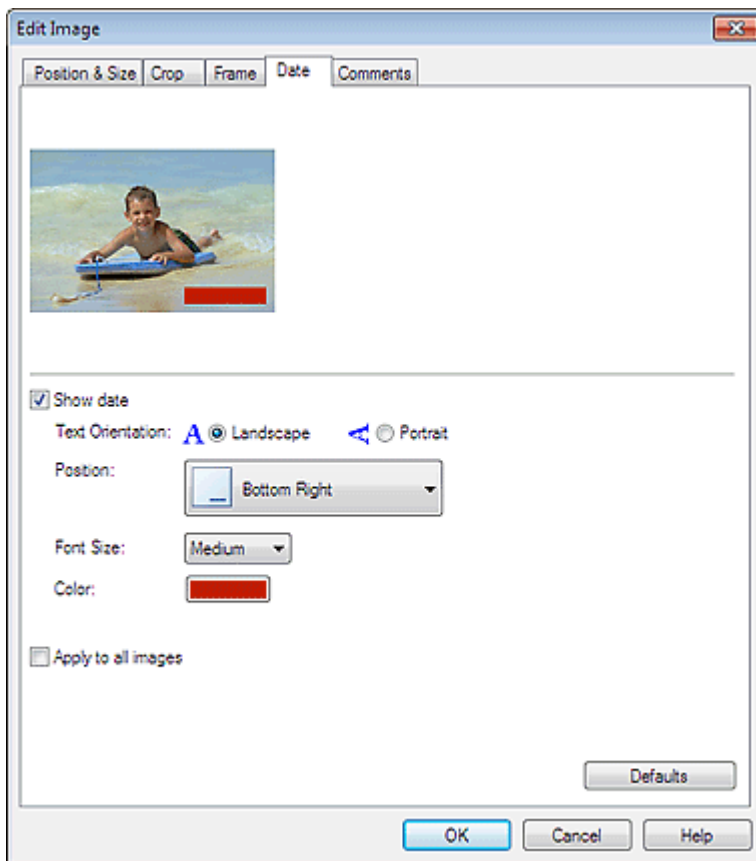 Edit Image
Position & Size Crop Frame Date Comments
Show date
Text Orientation: A Landscape A Portrait
Position: Bottom Right
Font Size: Medium
Color:
Apply to all images
Defaults
OK Cancel Help